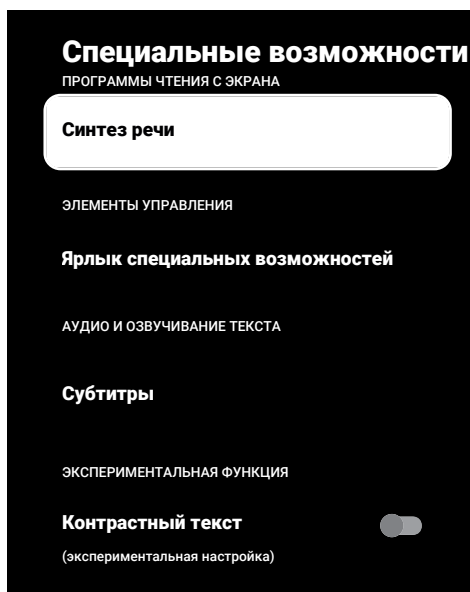 Специальные возможности
ПРОГРАММЫ ЧТЕНИЯ С ЭКРАНА
Синтез речи
ЭЛЕМЕНТЫ УПРАВЛЕНИЯ
Ярлык специальных возможностей
АУДИО И ОЗВУЧИВАНИЕ ТЕКСТА
Субтитры
ЭКСПЕРИМЕНТАЛЬНАЯ ФУНКЦИЯ
Контрастный текст
(экспериментальная настройка)